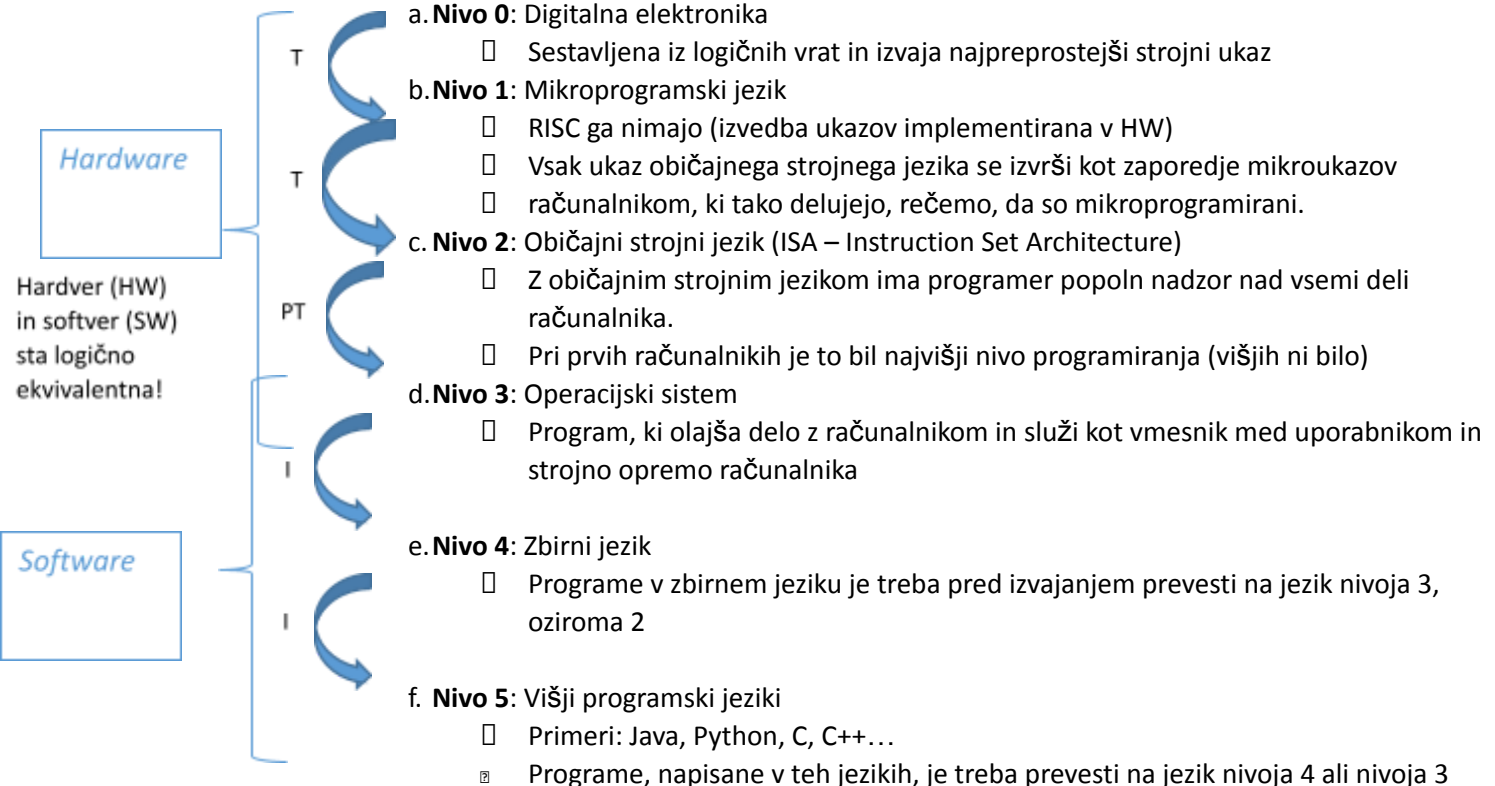 a. Nivo 0: Digitalna elektronika
Sestavljena iz logičnih vrat in izvaja najpreprostejši strojni ukaz
T
b. Nivo 1: Mikroprogramski jezik
RISC ga nimajo (izvedba ukazov implementirana v HW)
Hardware
Vsak ukaz običajnega strojnega jezika se izvrši kot zaporedje mikroukazov
T
računalnikom, ki tako delujejo, rečemo, da so mikroprogramirani.
c. Nivo 2: Običajni strojni jezik (ISA – Instruction Set Architecture)
Z običajnim strojnim jezikom ima programer popoln nadzor nad vsemi deli
računalnika.
Pri prvih računalnikih je to bil najvišji nivo programiranja (višjih ni bilo)
Hardver (HW)
in softver (SW)
sta logično
ekvivalentna!
PT
d. Nivo 3: Operacijski sistem
Program, ki olajša delo z računalnikom in služi kot vmesnik med uporabnikom in
strojno opremo računalnika
I
e. Nivo 4: Zbirni jezik
Software
Programe v zbirnem jeziku je treba pred izvajanjem prevesti na jezik nivoja 3,
oziroma 2
I
f. Nivo 5: Višji programski jeziki
Primeri: Java, Python, C, C++…
Programe, napisane v teh jezikih, je treba prevesti na jezik nivoja 4 ali nivoja 3